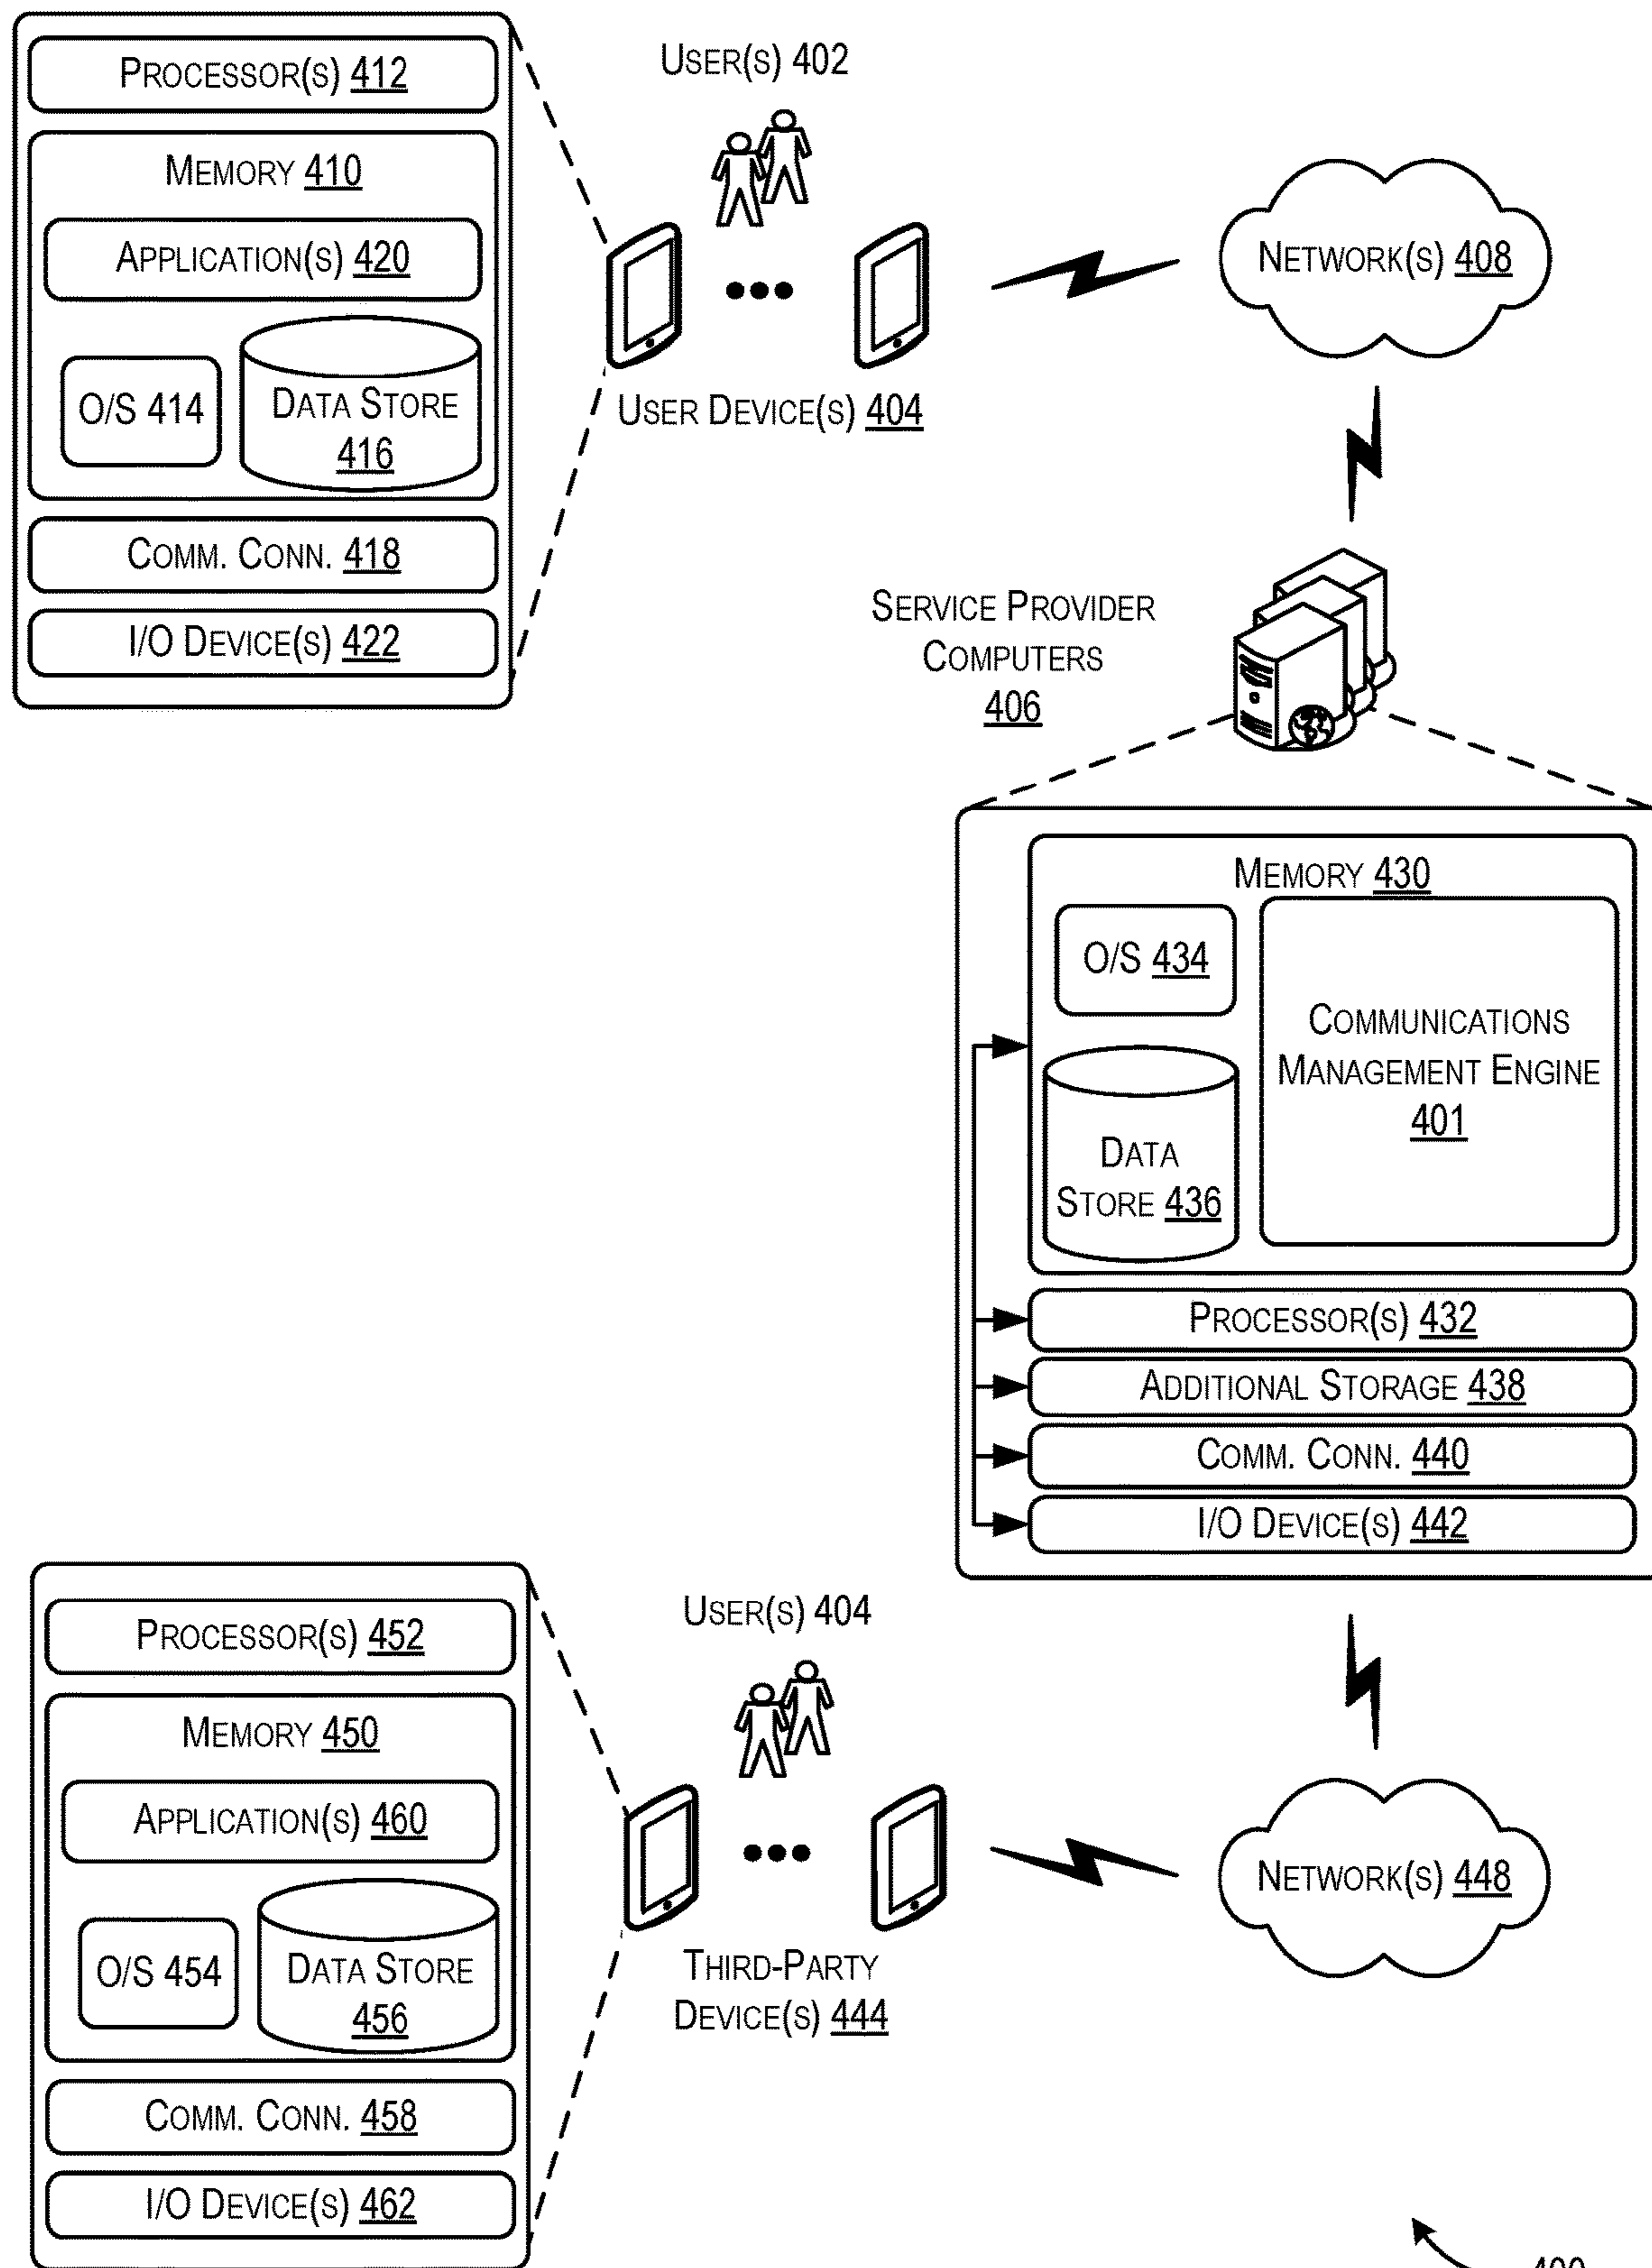 PROCESSOR(S) 412
MEMORY 410
APPLICATION(S) 420
O/S 414
DATA STORE
416
COMM. CONN. 418
I/O DEVICE(S) 422
USER(S) 402
USER DEVICE(S) 404
NETWORK(S) 408
SERVICE PROVIDER
COMPUTERS
406
MEMORY 430
O/S 434
DATA
STORE 436
COMMUNICATIONS
MANAGEMENT ENGINE
401
PROCESSOR(S) 432
ADDITIONAL STORAGE 438
COMM. CONN. 440
I/O DEVICE(S) 442
PROCESSOR(S) 452
MEMORY 450
APPLICATION(S) 460
O/S 454
DATA STORE
456
COMM. CONN. 458
I/O DEVICE(S) 462
USER(S) 404
THIRD-PARTY
DEVICE(S) 444
NETWORK(S) 448